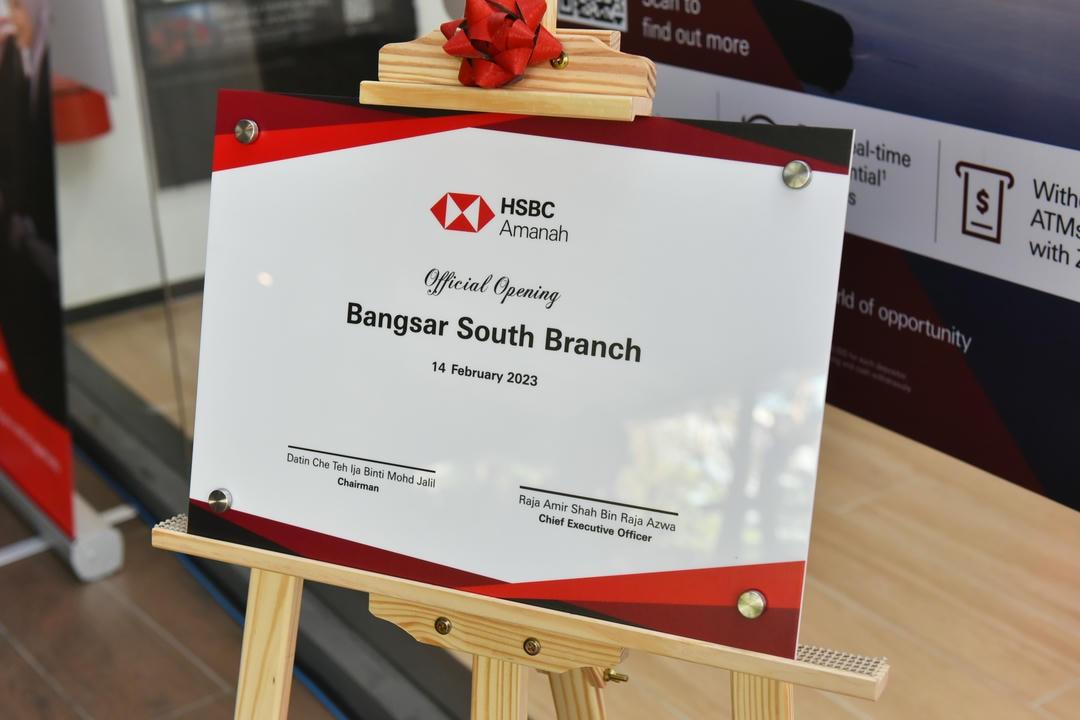 Scan to
find out more
HSBC
Amanah
Official Opening
Bangsar South Branch
14 February 2023
Datin Che Teh Ija Binti Mohd Jalil
Chairman
Raja Amir Shah Bin Raja Azwa
Chief Executive Officer
al-time
ntial¹
s
With
ATMs
with
ld of opportunity